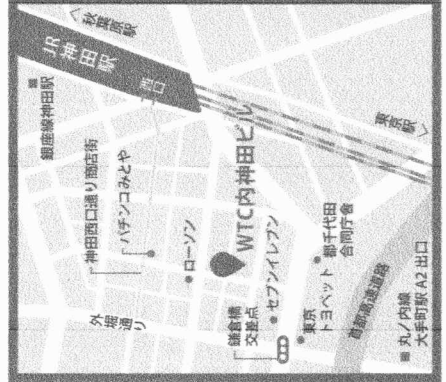 秋葉原駅
JR神田駅
西口
銀座線神田駅
神田西口通り商店街
パチンコみとや
ローソン
WTC内神田ビル
東京駅
外堀通り
鎌倉橋
交差点
セブンイレブン
都千代田
合同庁舎
東京
トヨペット
首都高速道路
丸ノ内線
大手町駅 A2 出口